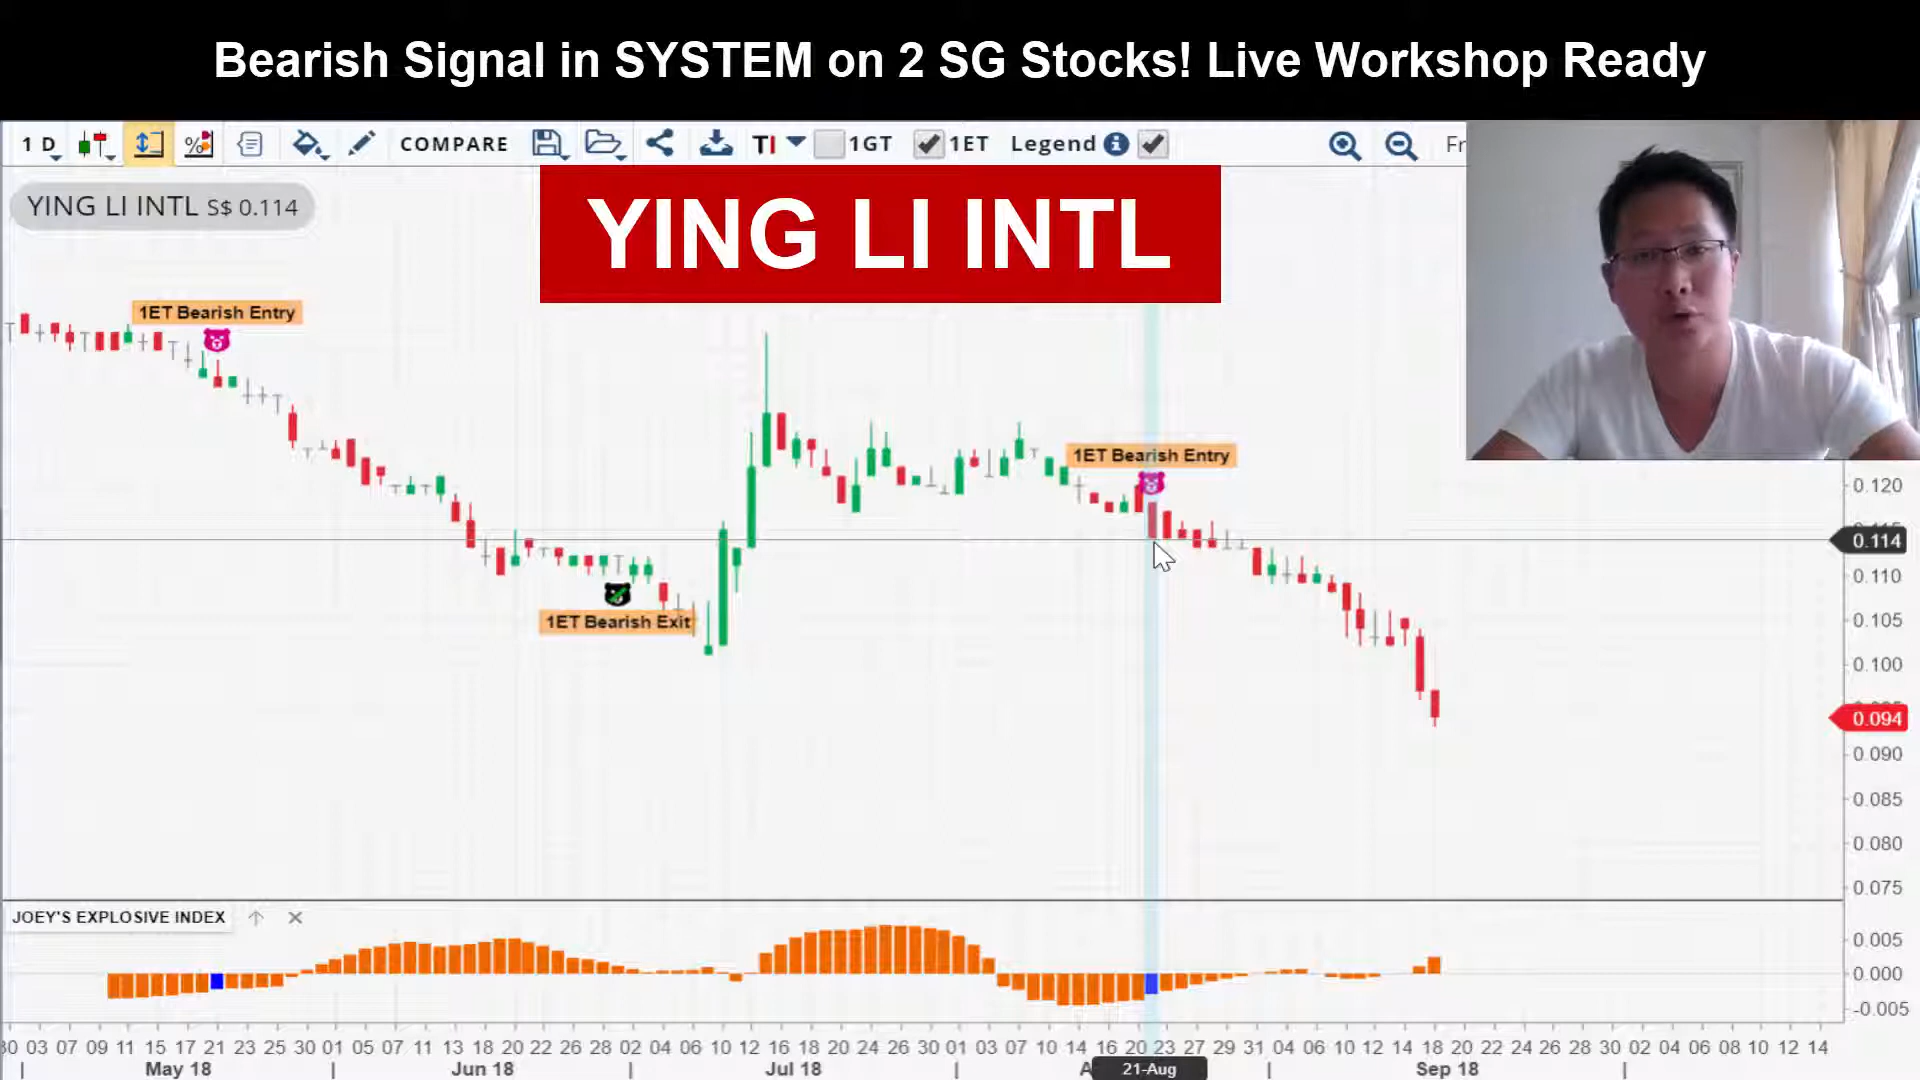 Bearish Signal in SYSTEM on 2 SG Stocks! Live Workshop Ready
1 D COMPARE TI 1GT 1ET Legend Fr
YING LI INTL S$ 0.114
YING LI INTL
1ET Bearish Entry
1ET Bearish Entry
1ET Bearish Exit
0.120
0.114
0.110
0.105
0.100
0.094
0.090
0.085
0.080
0.075
JOEY'S EXPLOSIVE INDEX
0.005
0.000
-0.005
30 03 07 09 11 15 17 21 23 25 30 01 05 07 11 13 18 20 22 26 28 02 04 06 10 12 16 18 20 24 26 30 01 03 07 10 14 16 20 23 27 29 31 04 06 10 12 14 18 20 22 24 26 28 30 02 04 06 08 10 12 14
May 18 Jun 18 Jul 18 21-Aug Sep 18